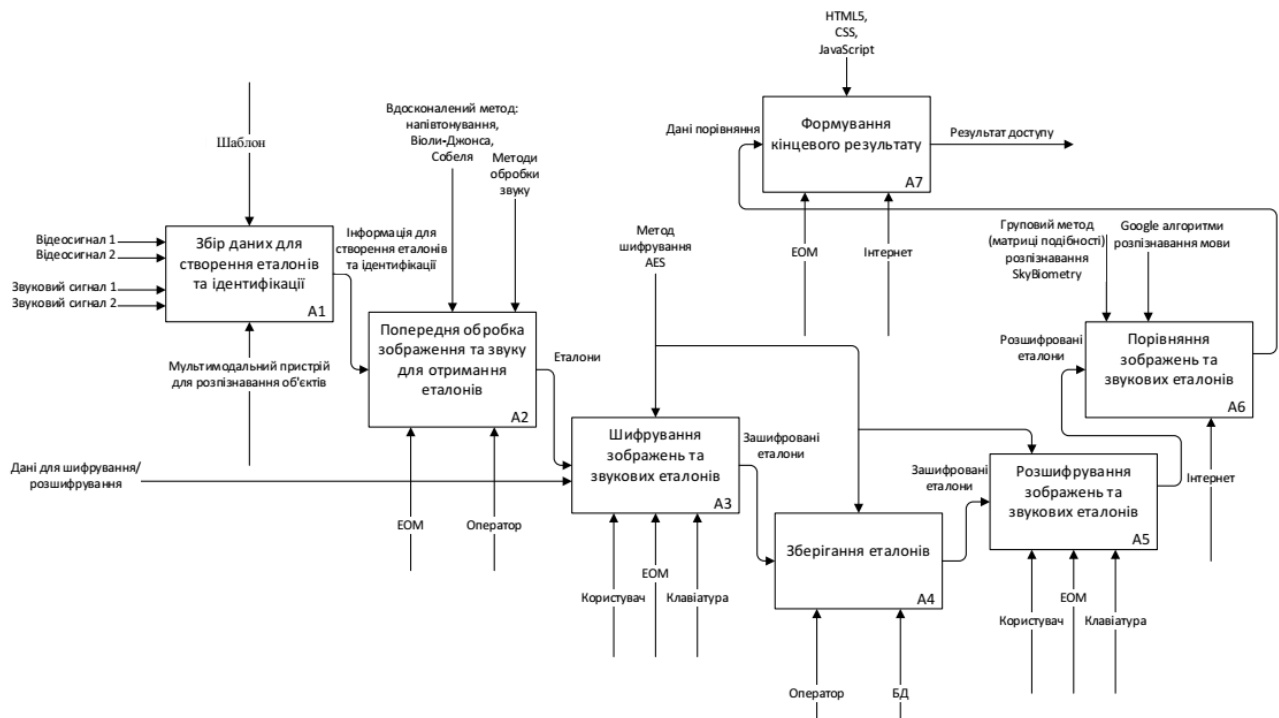 HTML5,
CSS,
JavaScript
Формування
кінцевого результату
A7
Дані порівняння
Результат доступу
ЕОМ
Інтернет
Шаблон
Відеосигнал 1
Відеосигнал 2
Звуковий сигнал 1
Звуковий сигнал 2
Збір даних для
створення еталонів
та ідентифікації
A1
Мультимодальний пристрій
для розпізнавання об'єктів
Інформація для
створення еталонів
та ідентифікації
Вдосконалений метод:
напівтонування,
Віоли-Джонса,
Собеля
Методи
обробки
звуку
Попередня обробка
зображення та звуку
для отримання
еталонів
A2
ЕОМ
Оператор
Еталони
Дані для шифрування/
розшифрування
Метод
шифрування
AES
Шифрування
зображень та
звукових еталонів
A3
Користувач
ЕОМ
Клавіатура
Зашифровані
еталони
Зберігання еталонів
A4
Оператор
БД
Зашифровані
еталони
Розшифрування
зображень та
звукових еталонів
A5
Користувач
ЕОМ
Клавіатура
Розшифровані
еталони
Груповий метод
(матриці подібності)
розпізнавання
SkyBiometry
Google алгоритми
розпізнавання мови
Порівняння
зображень та
звукових еталонів
A6
Інтернет